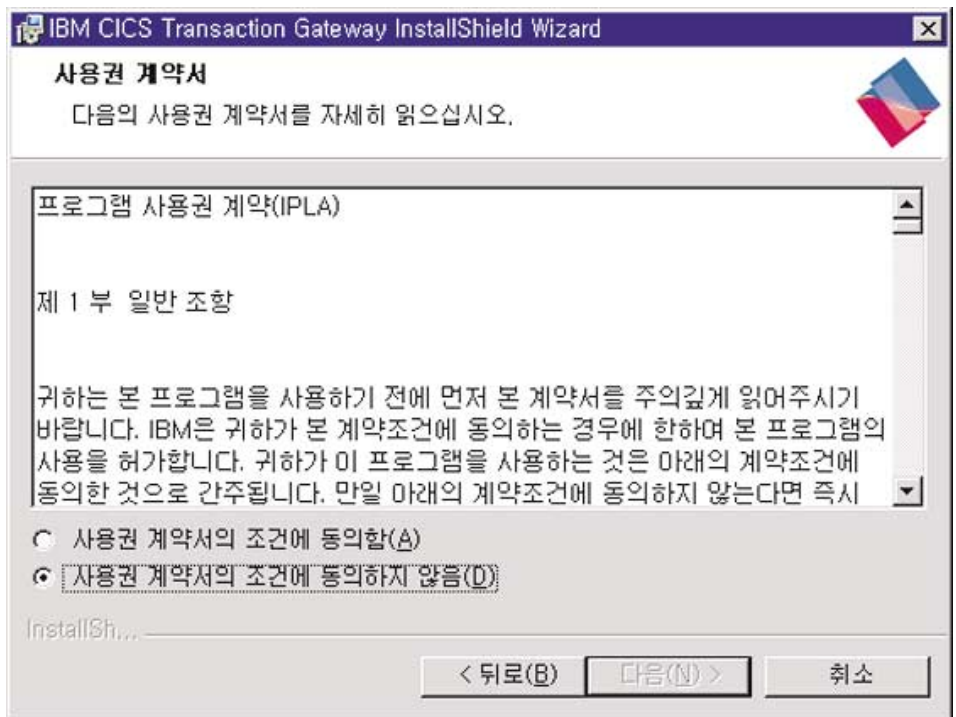 IBM CICS Transaction Gateway InstallShield Wizard
사용권 계약서
다음의 사용권 계약서를 자세히 읽으십시오.
프로그램 사용권 계약(IPLA)
제 1 부 일반 조항
귀하는 본 프로그램을 사용하기 전에 먼저 본 계약서를 주의깊게 읽어주시기
바랍니다. IBM은 귀하가 본 계약조건에 동의하는 경우에 한하여 본 프로그램의
사용을 허가합니다. 귀하가 이 프로그램을 사용하는 것은 아래의 계약조건에
동의한 것으로 간주됩니다. 만일 아래의 계약조건에 동의하지 않는다면 즉시
사용권 계약서의 조건에 동의함(A)
사용권 계약서의 조건에 동의하지 않음(D)
InstallSh...
< 뒤로(B) 다음(N) > 취소